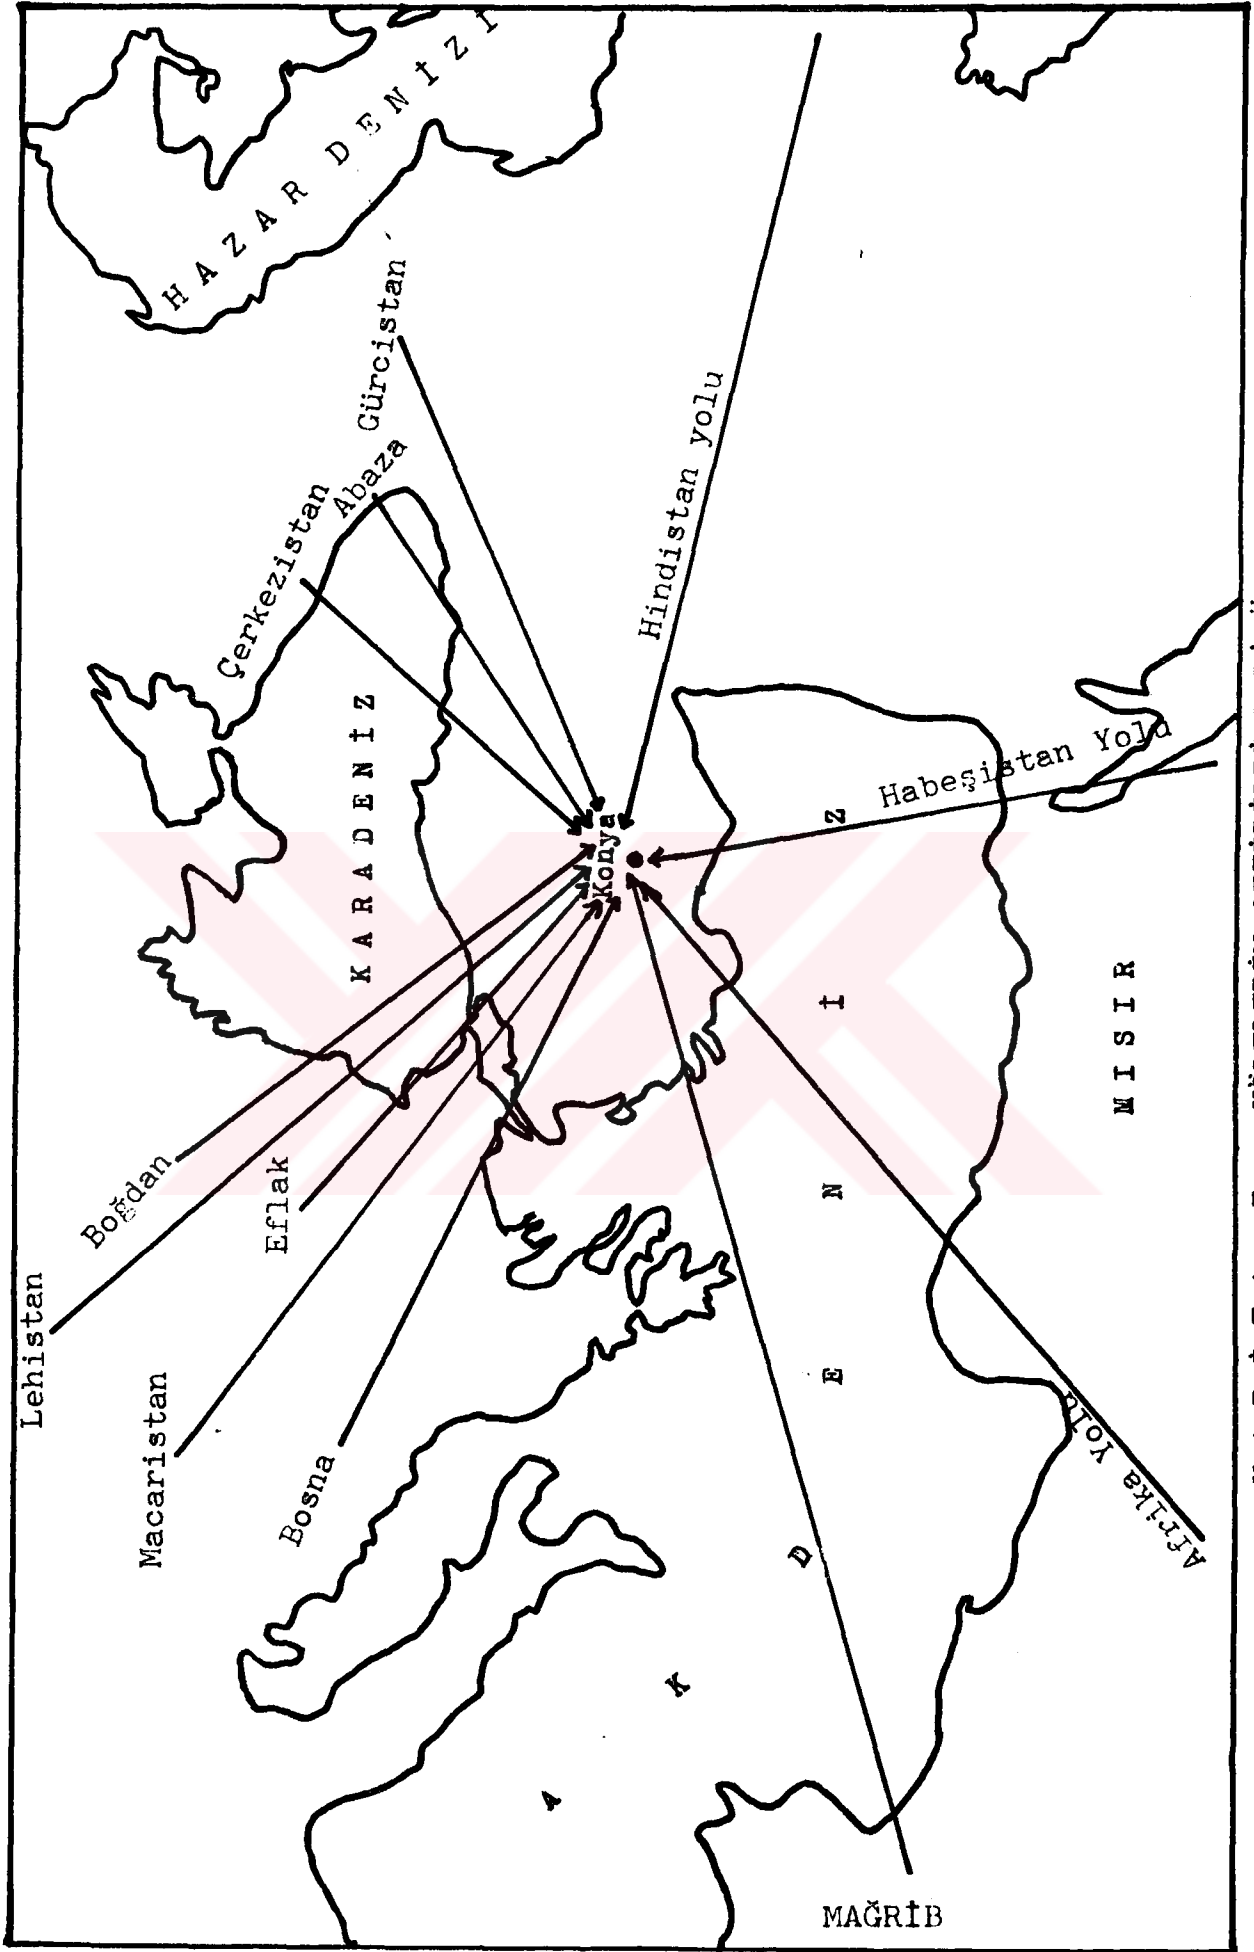 HAZAR DENİZİ
Gürcistan
Abaza
Çerkezistan
Hindistan yolu
KARADENİZ
Habeşistan Yolu
Konya
Boğdan
Eflak
Lehistan
Macaristan
Bosna
AKDENİZ
MISIR
Afrika Yolu
MAĞRİB